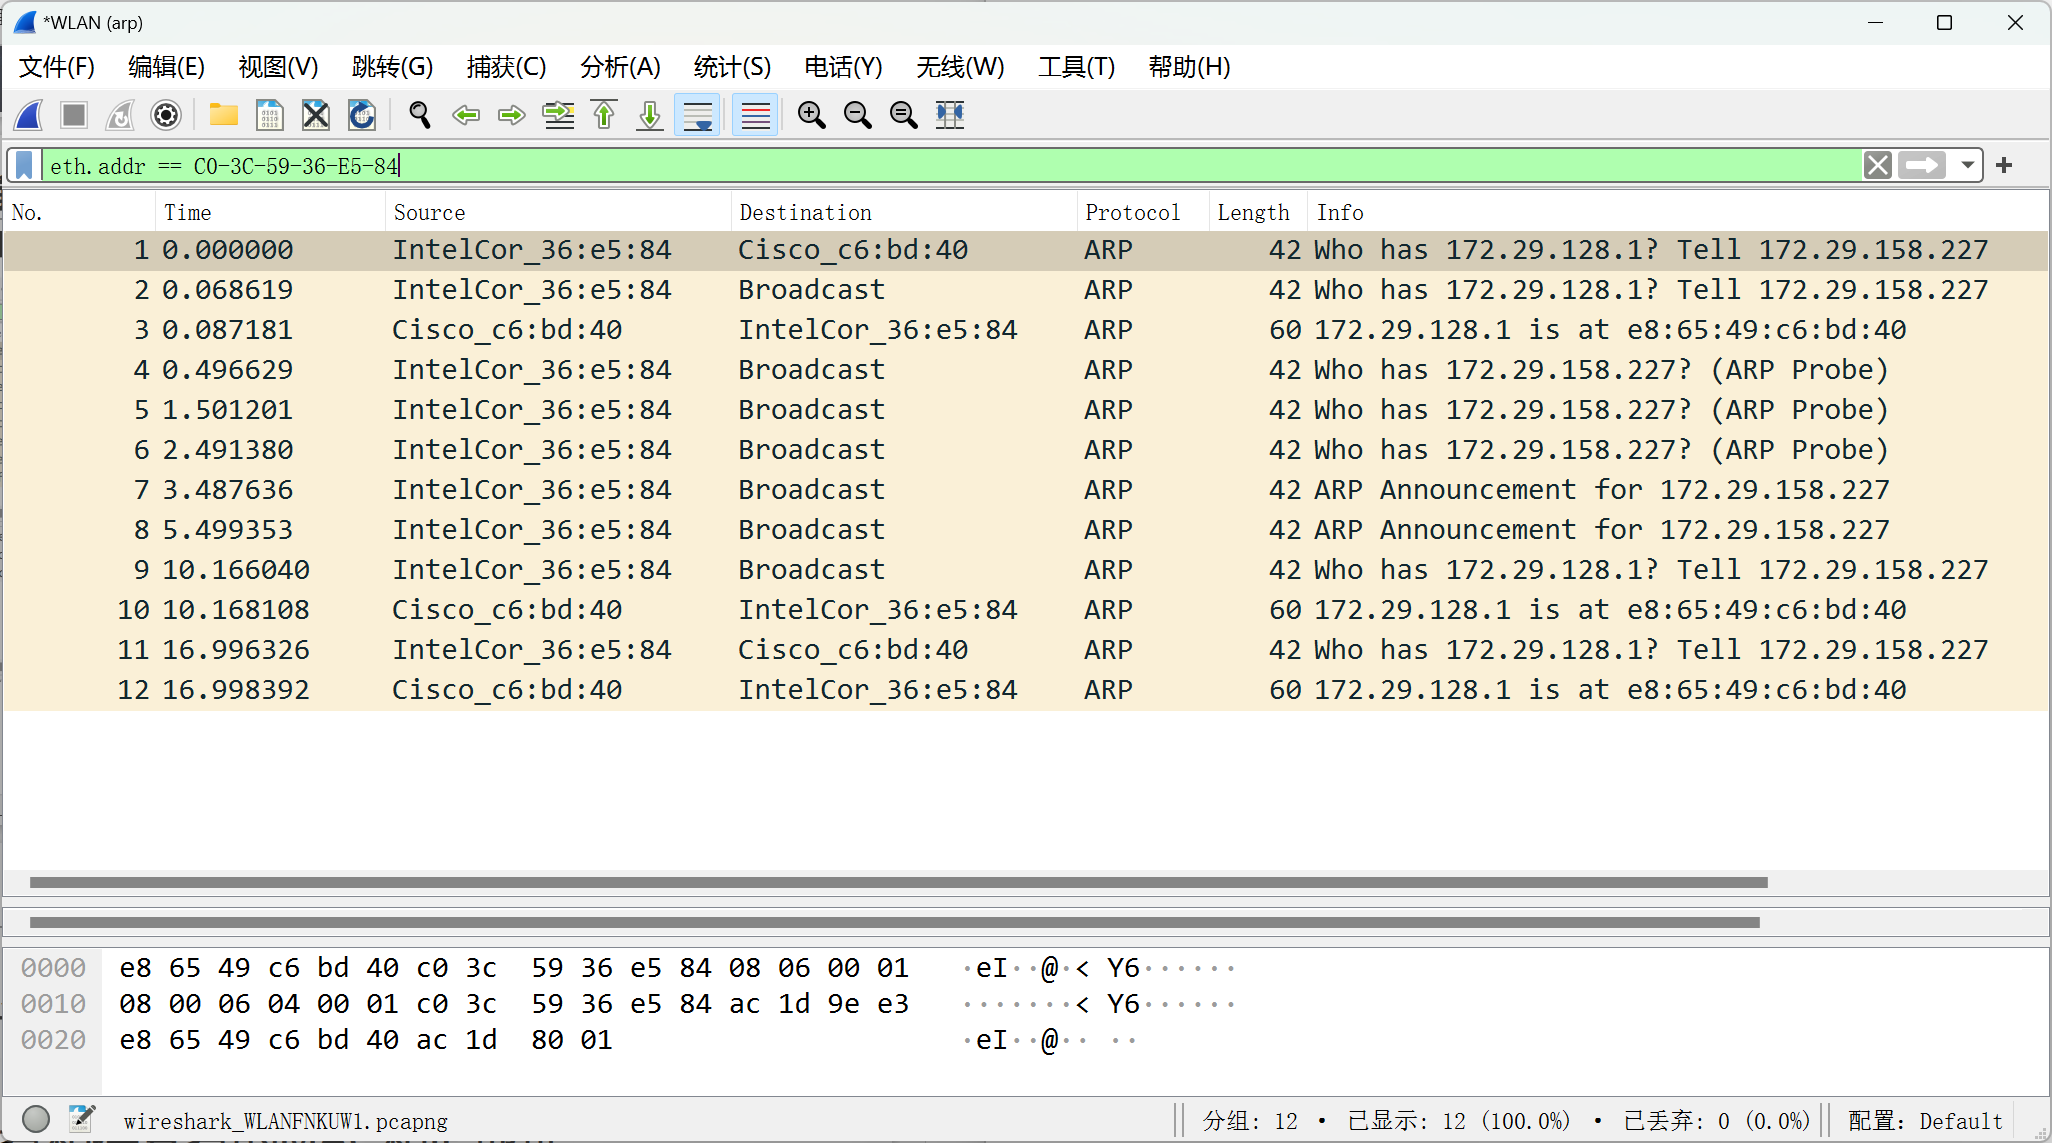 *WLAN (arp)
文件(F) 编辑(E) 视图(V) 跳转(G) 捕获(C) 分析(A) 统计(S) 电话(Y) 无线(W) 工具(T) 帮助(H)
eth.addr == C0-3C-59-36-E5-84
No. Time Source Destination Protocol Length Info
1 0.000000 IntelCor_36:e5:84 Cisco_c6:bd:40 ARP 42 Who has 172.29.128.1? Tell 172.29.158.227
2 0.068619 IntelCor_36:e5:84 Broadcast ARP 42 Who has 172.29.128.1? Tell 172.29.158.227
3 0.087181 Cisco_c6:bd:40 IntelCor_36:e5:84 ARP 60 172.29.128.1 is at e8:65:49:c6:bd:40
4 0.496629 IntelCor_36:e5:84 Broadcast ARP 42 Who has 172.29.158.227? (ARP Probe)
5 1.501201 IntelCor_36:e5:84 Broadcast ARP 42 Who has 172.29.158.227? (ARP Probe)
6 2.491380 IntelCor_36:e5:84 Broadcast ARP 42 Who has 172.29.158.227? (ARP Probe)
7 3.487636 IntelCor_36:e5:84 Broadcast ARP 42 ARP Announcement for 172.29.158.227
8 5.499353 IntelCor_36:e5:84 Broadcast ARP 42 ARP Announcement for 172.29.158.227
9 10.166040 IntelCor_36:e5:84 Broadcast ARP 42 Who has 172.29.128.1? Tell 172.29.158.227
10 10.168108 Cisco_c6:bd:40 IntelCor_36:e5:84 ARP 60 172.29.128.1 is at e8:65:49:c6:bd:40
11 16.996326 IntelCor_36:e5:84 Cisco_c6:bd:40 ARP 42 Who has 172.29.128.1? Tell 172.29.158.227
12 16.998392 Cisco_c6:bd:40 IntelCor_36:e5:84 ARP 60 172.29.128.1 is at e8:65:49:c6:bd:40
0000 e8 65 49 c6 bd 40 c0 3c 59 36 e5 84 08 06 00 01 ·eI··@·< Y6······
0010 08 00 06 04 00 01 c0 3c 59 36 e5 84 ac 1d 9e e3 ·······< Y6······
0020 e8 65 49 c6 bd 40 ac 1d 80 01 ·eI··@·· ··
wireshark_WLANFNKUW1.pcapng 分组: 12 · 已显示: 12 (100.0%) · 已丢弃: 0 (0.0%) 配置: Default